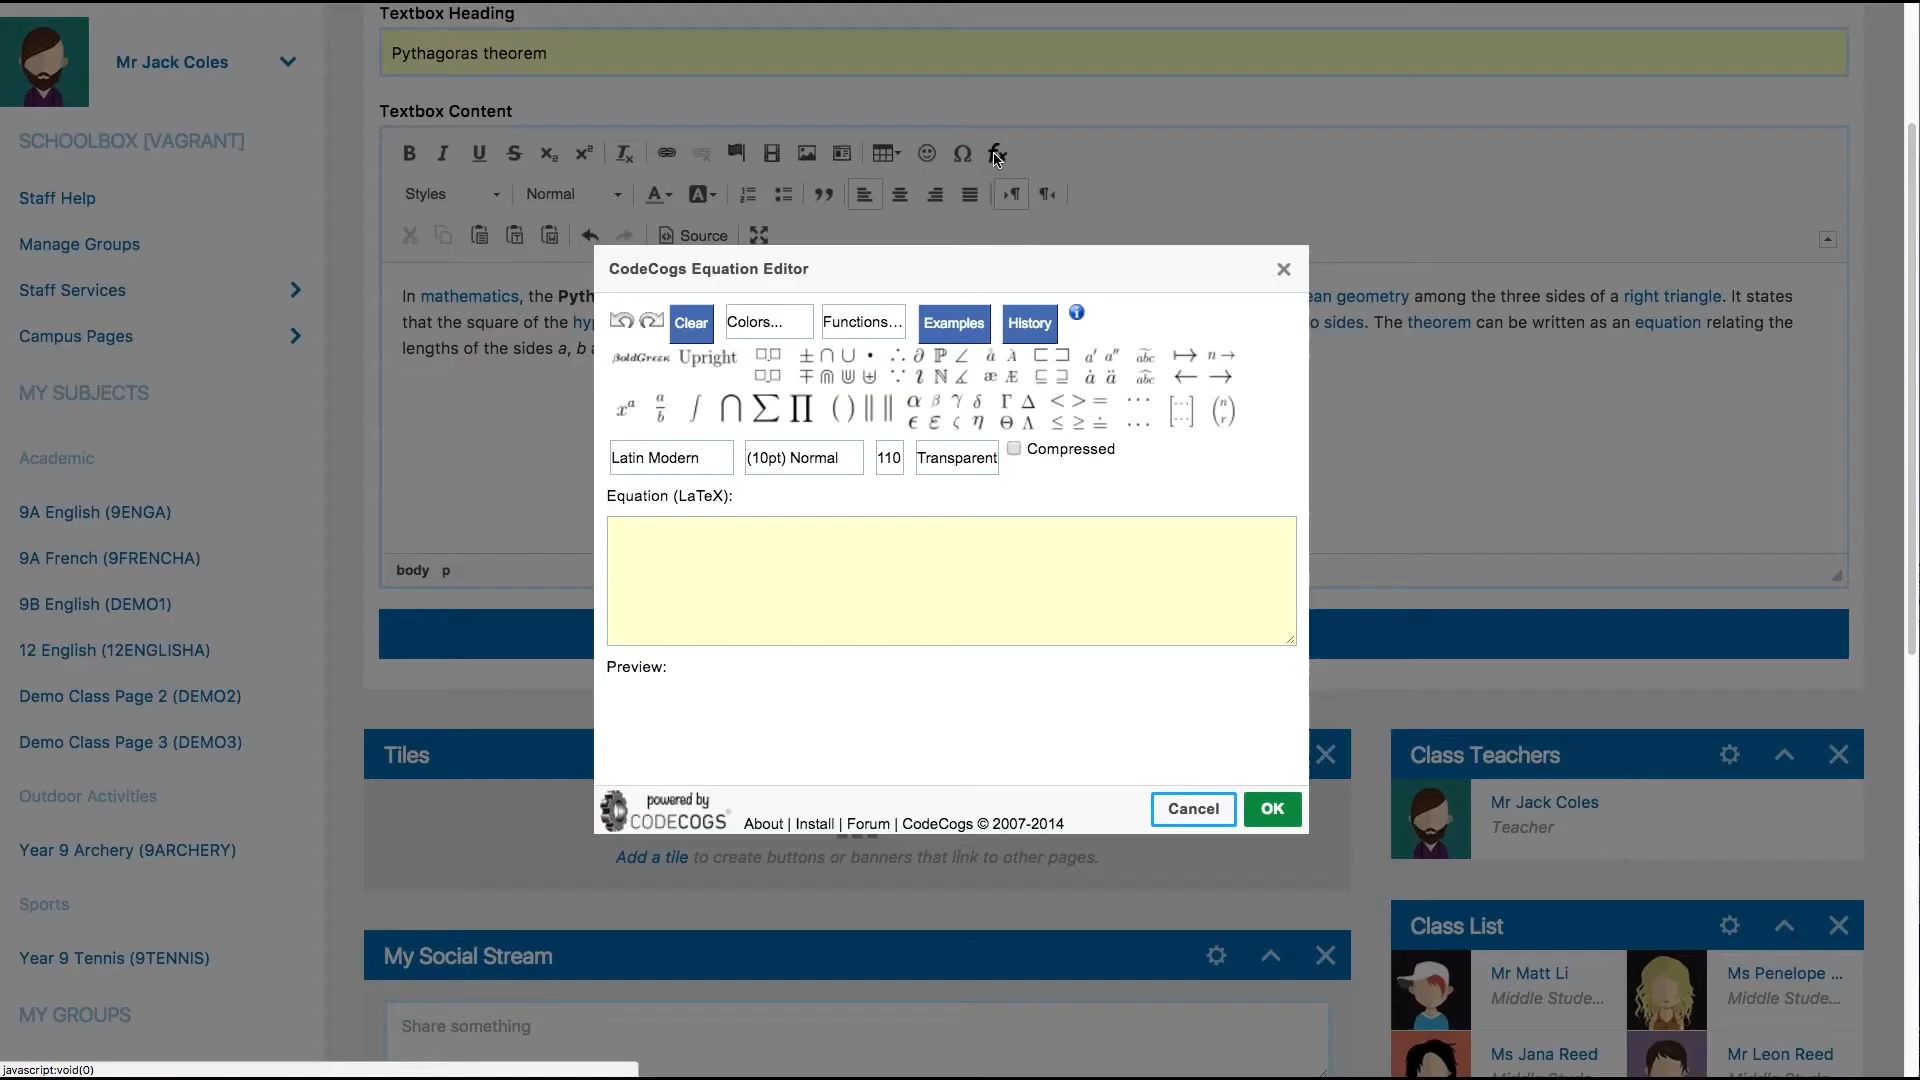 Textbox Heading
Mr Jack Coles
Pythagoras theorem
Textbox Content
SCHOOLBOX [VAGRANT]
Staff Help
Manage Groups
Staff Services
Campus Pages
MY SUBJECTS
Academic
9A English (9ENGA)
9A French (9FRENCHA)
9B English (DEMO1)
12 English (12ENGLISHA)
Demo Class Page 2 (DEMO2)
Demo Class Page 3 (DEMO3)
Outdoor Activities
Year 9 Archery (9ARCHERY)
Sports
Year 9 Tennis (9TENNIS)
MY GROUPS
javascript:void(0)
B I U S x₂ x² Tx Ω
Styles Normal A A
Source
In mathematics, the Pyth
geometry among the three sides of a right triangle. It states
that the square of the hy
sides. The theorem can be written as an equation relating the
lengths of the sides a, b
body p
CodeCogs Equation Editor
Clear Colors... Functions... Examples History
BoldGreek Upright
Latin Modern (10pt) Normal 110 Transparent Compressed
Equation (LaTeX):
Preview:
powered by
CODECOGS
About | Install | Forum | CodeCogs © 2007-2014
Cancel OK
Tiles
Add a tile to create buttons or banners that link to other pages.
My Social Stream
Share something
Class Teachers
Mr Jack Coles
Teacher
Class List
Mr Matt Li
Middle Stude...
Ms Penelope ...
Middle Stude...
Ms Jana Reed
Mr Leon Reed